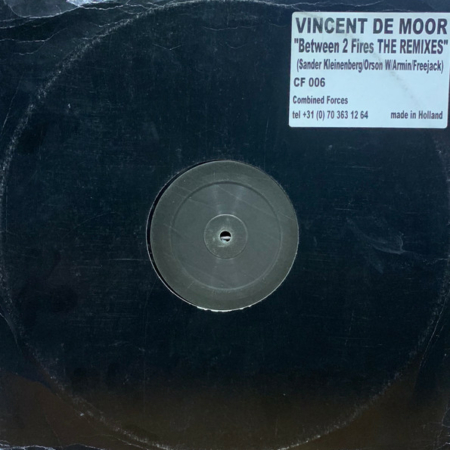 VINCENT DE MOOR
"Between 2 Fires THE REMIXES"
(Sander Kleinenberg/Orson W/Armin/Freejack)
CF 006
Combined Forces
tel +31 (0) 70 363 12 64 made in Holland